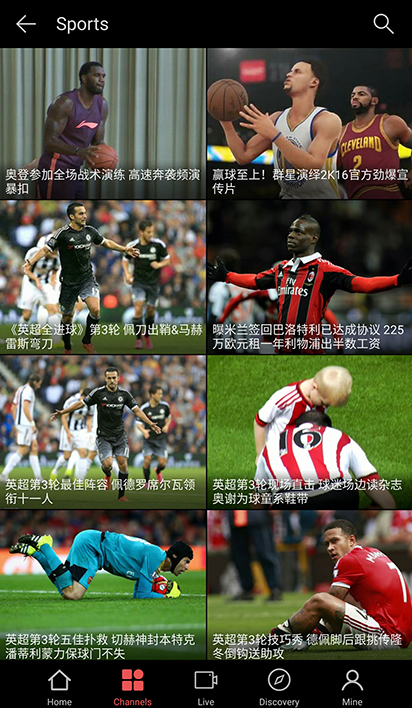 Sports
奥登参加全场战术演练 高速奔袭频演
暴扣
赢球至上！群星演绎2K16官方劲爆宣
传片
CLEVELAND
2
《英超全进球》第3轮 佩刀出鞘&马赫
雷斯弯刀
Fly
Emirates
曝米兰签回巴洛特利已达成协议 225
万欧元租一年利物浦出半数工资
英超第3轮最佳阵容 佩德罗席尔瓦领
衔十一人
16
英超第3轮现场直击 球迷场边读杂志
奥谢为球童系鞋带
英超第3轮五佳扑救 切赫神封本特克
潘蒂利蒙力保球门不失
英超第3轮技巧秀 德佩脚后跟挑传隆
冬倒钩送助攻
7
Home
Channels
Live
Discovery
Mine